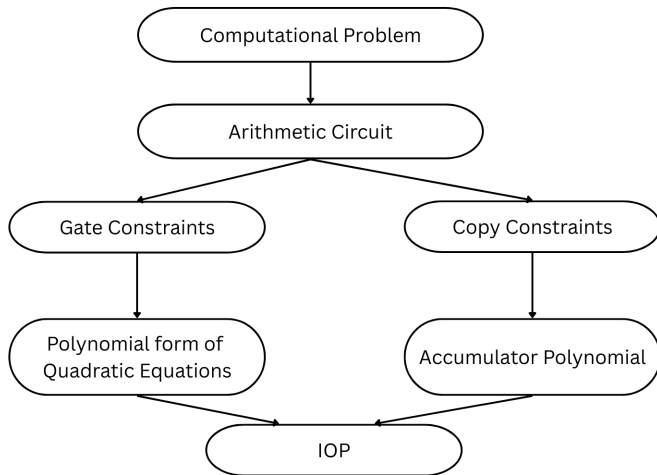 Computational Problem
Arithmetic Circuit
Gate Constraints
Copy Constraints
Polynomial form of
Quadratic Equations
Accumulator Polynomial
IOP